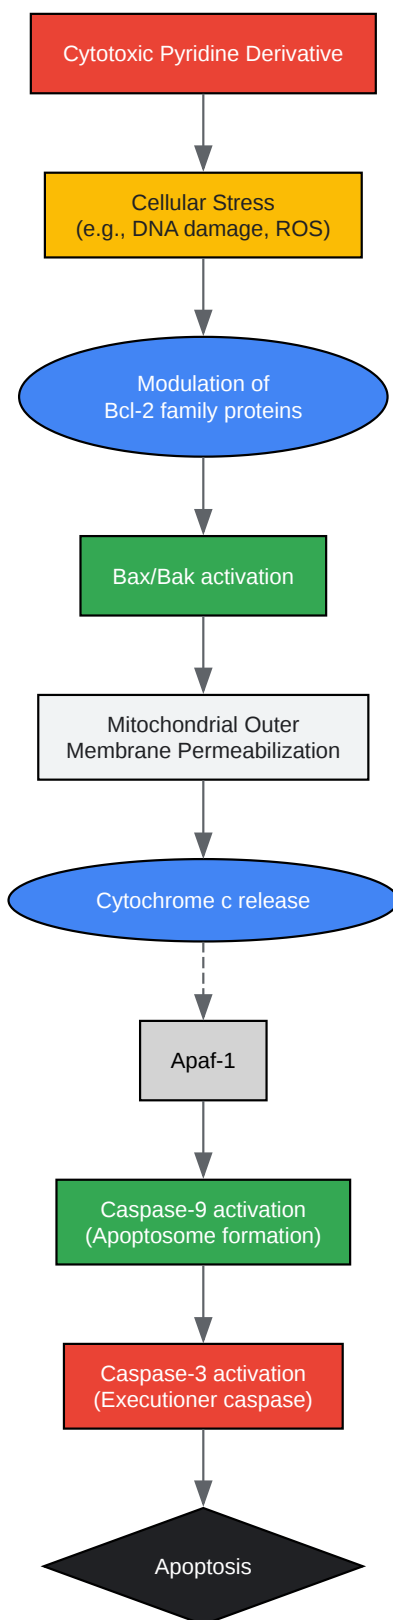 Cytotoxic Pyridine Derivative
Cellular Stress
(e.g., DNA damage, ROS)
Modulation of
Bcl-2 family proteins
Bax/Bak activation
Mitochondrial Outer
Membrane Permeabilization
Cytochrome c release
Apaf-1
Caspase-9 activation
(Apoptosome formation)
Caspase-3 activation
(Executioner caspase)
Apoptosis